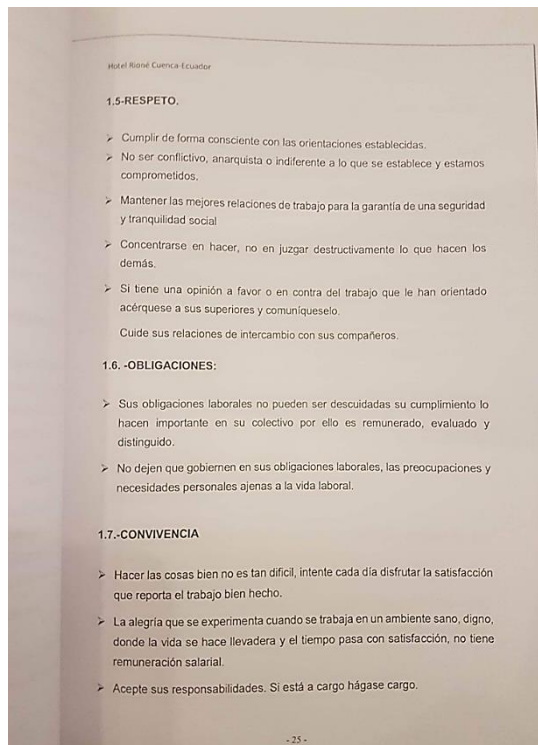 Hotel Rioné Cuenca-Ecuador
1.5-RESPETO.
➢ Cumplir de forma consciente con las orientaciones establecidas.
➢ No ser conflictivo, anarquista o indiferente a lo que se establece y estamos
comprometidos.
➢ Mantener las mejores relaciones de trabajo para la garantía de una seguridad
y tranquilidad social
➢ Concentrarse en hacer, no en juzgar destructivamente lo que hacen los
demás.
➢ Si tiene una opinión a favor o en contra del trabajo que le han orientado
acérquese a sus superiores y comuníqueselo.
Cuide sus relaciones de intercambio con sus compañeros.
1.6. -OBLIGACIONES:
➢ Sus obligaciones laborales no pueden ser descuidadas su cumplimiento lo
hacen importante en su colectivo por ello es remunerado, evaluado y
distinguido.
➢ No dejen que gobiernen en sus obligaciones laborales, las preocupaciones y
necesidades personales ajenas a la vida laboral.
1.7.-CONVIVENCIA
➢ Hacer las cosas bien no es tan dificil, intente cada día disfrutar la satisfacción
que reporta el trabajo bien hecho.
➢ La alegría que se experimenta cuando se trabaja en un ambiente sano, digno,
donde la vida se hace llevadera y el tiempo pasa con satisfacción, no tiene
remuneración salarial.
➢ Acepte sus responsabilidades. Si está a cargo hágase cargo.
- 25 -